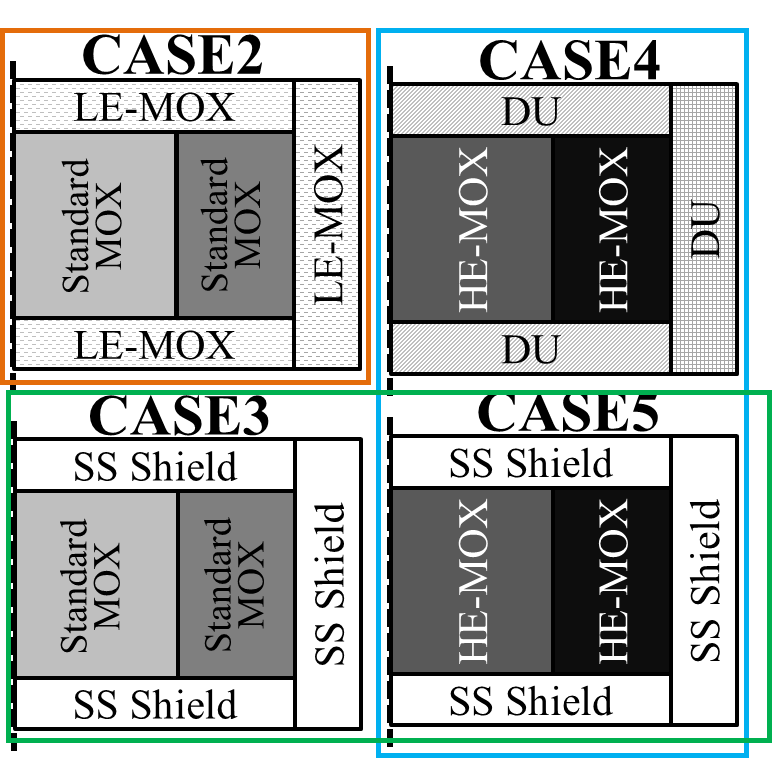 CASE2
LE-MOX
Standard
MOX
Standard
MOX
LE-MOX
LE-MOX
CASE4
DU
HE-MOX
HE-MOX
DU
DU
CASE3
SS Shield
Standard
MOX
Standard
MOX
SS Shield
SS Shield
CASE5
SS Shield
HE-MOX
HE-MOX
SS Shield
SS Shield